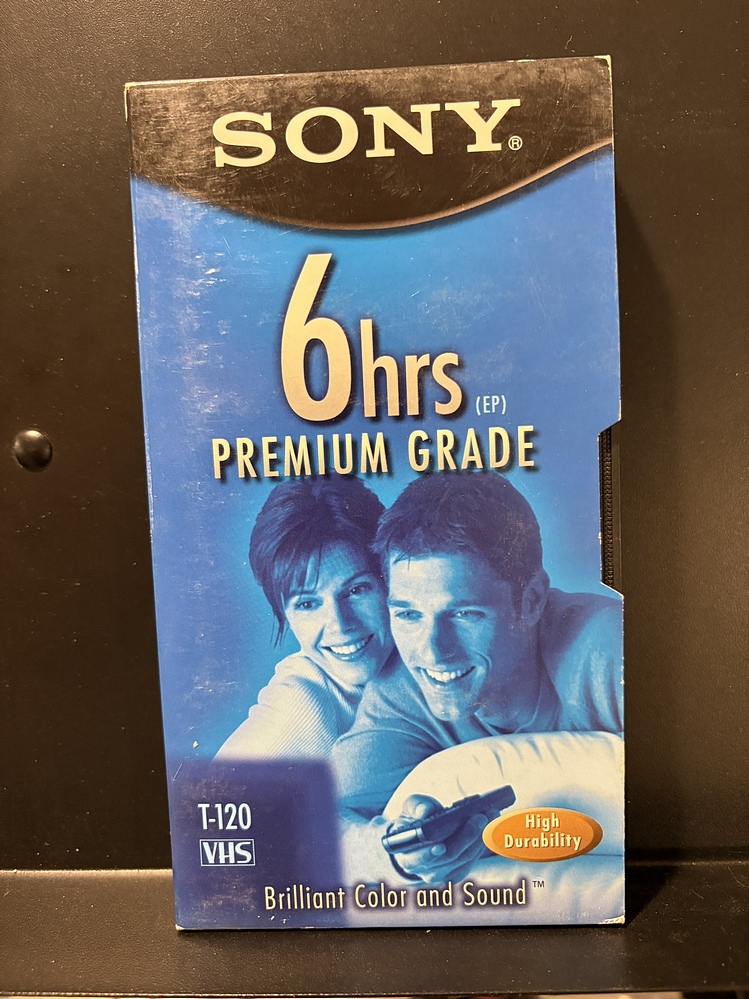 SONY®
6hrs (EP)
PREMIUM GRADE
T-120
VHS
High
Durability
Brilliant Color and Sound™